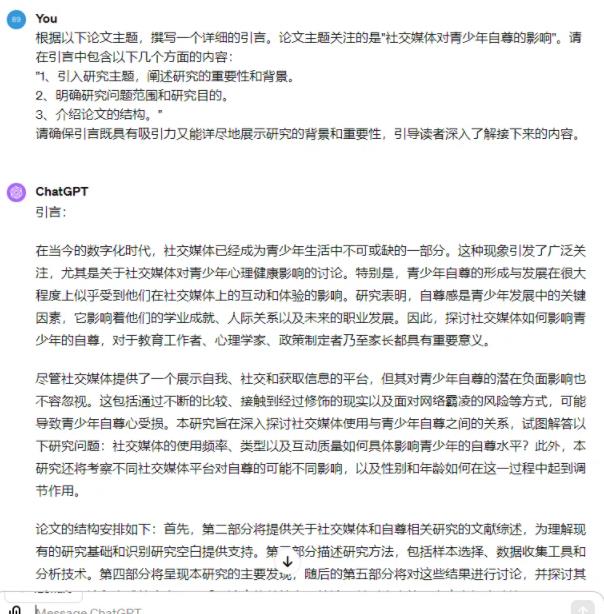 You
根据以下论文主题，撰写一个详细的引言。论文主题关注的是"社交媒体对青少年自尊的影响"。请
在引言中包含以下几个方面的内容：
"1、引入研究主题，阐述研究的重要性和背景。
2、明确研究问题范围和研究目的。
3、介绍论文的结构。"
请确保引言既具有吸引力又能详尽地展示研究的背景和重要性，引导读者深入了解接下来的内容。
ChatGPT
引言：
在当今的数字化时代，社交媒体已经成为青少年生活中不可或缺的一部分。这种现象引发了广泛关
注，尤其是关于社交媒体对青少年心理健康影响的讨论。特别是，青少年自尊的形成与发展在很大
程度上似乎受到他们在社交媒体上的互动和体验的影响。研究表明，自尊感是青少年发展中的关键
因素，它影响着他们的学业成就、人际关系以及未来的职业发展。因此，探讨社交媒体如何影响青
少年的自尊，对于教育工作者、心理学家、政策制定者乃至家长都具有重要意义。
尽管社交媒体提供了一个展示自我、社交和获取信息的平台，但其对青少年自尊的潜在负面影响也
不容忽视。这包括通过不断的比较、接触到经过修饰的现实以及面对网络霸凌的风险等方式，可能
导致青少年自尊心受损。本研究旨在深入探讨社交媒体使用与青少年自尊之间的关系，试图解答以
下研究问题：社交媒体的使用频率、类型以及互动质量如何具体影响青少年的自尊水平？此外，本
研究还将考察不同社交媒体平台对自尊的可能不同影响，以及性别和年龄如何在这一过程中起到调
节作用。
论文的结构安排如下：首先，第二部分将提供关于社交媒体和自尊相关研究的文献综述，为理解现
有的研究基础和识别研究空白提供支持。第部分描述研究方法，包括样本选择、数据收集工具和
分析技术。第四部分将呈现本研究的主要发现，随后的第五部分将对这些结果进行讨论，并探讨其
Message ChatGPT